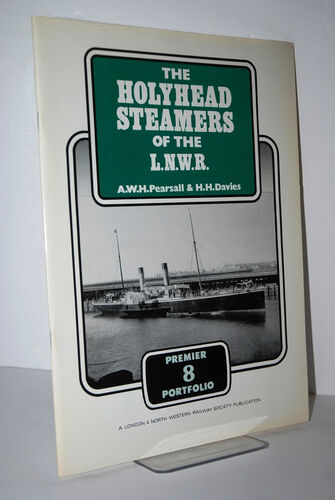 THE
HOLYHEAD
STEAMERS
OF THE
L.N.W.R.
A.W.H.Pearsall & H.H.Davies
PREMIER
8
PORTFOLIO
A LONDON & NORTH WESTERN RAILWAY SOCIETY PUBLICATION